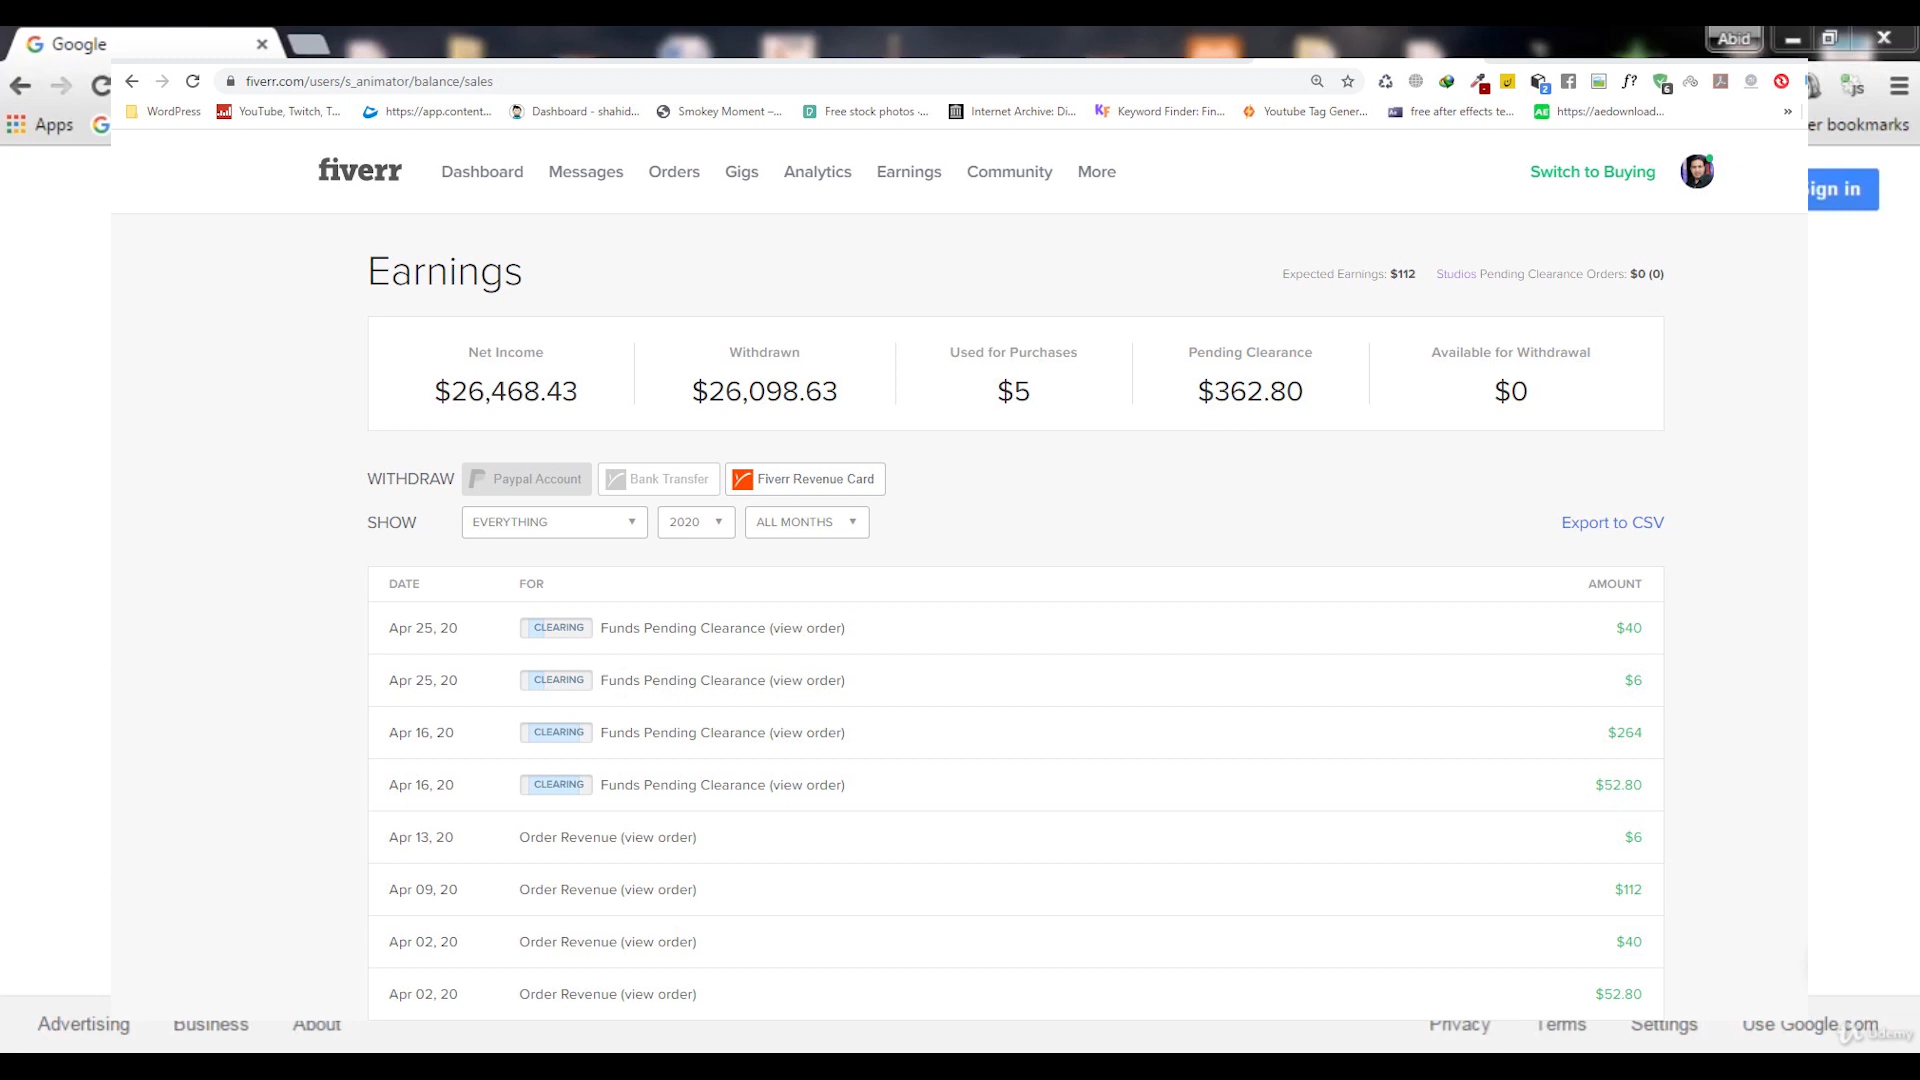 Google
Abid
fiverr.com/users/s_animator/balance/sales
Apps
WordPress
YouTube, Twitch, T...
https://app.content...
Dashboard - shahid...
Smokey Moment –...
Free stock photos ·...
Internet Archive: Di...
Keyword Finder: Fin...
Youtube Tag Gener...
free after effects te...
https://aedownload...
»
er bookmarks
fiverr
Dashboard
Messages
Orders
Gigs
Analytics
Earnings
Community
More
Switch to Buying
ign in
Earnings
Expected Earnings: $112
Studios Pending Clearance Orders: $0 (0)
Net Income
Withdrawn
Used for Purchases
Pending Clearance
Available for Withdrawal
$26,468.43
$26,098.63
$5
$362.80
$0
WITHDRAW
Paypal Account
Bank Transfer
Fiverr Revenue Card
SHOW
EVERYTHING
2020
ALL MONTHS
Export to CSV
DATE FOR AMOUNT
Apr 25, 20 CLEARING Funds Pending Clearance (view order) $40
Apr 25, 20 CLEARING Funds Pending Clearance (view order) $6
Apr 16, 20 CLEARING Funds Pending Clearance (view order) $264
Apr 16, 20 CLEARING Funds Pending Clearance (view order) $52.80
Apr 13, 20 Order Revenue (view order) $6
Apr 09, 20 Order Revenue (view order) $112
Apr 02, 20 Order Revenue (view order) $40
Apr 02, 20 Order Revenue (view order) $52.80
Advertising
Business
About
Privacy
Terms
Settings
Use Google.com
Udemy